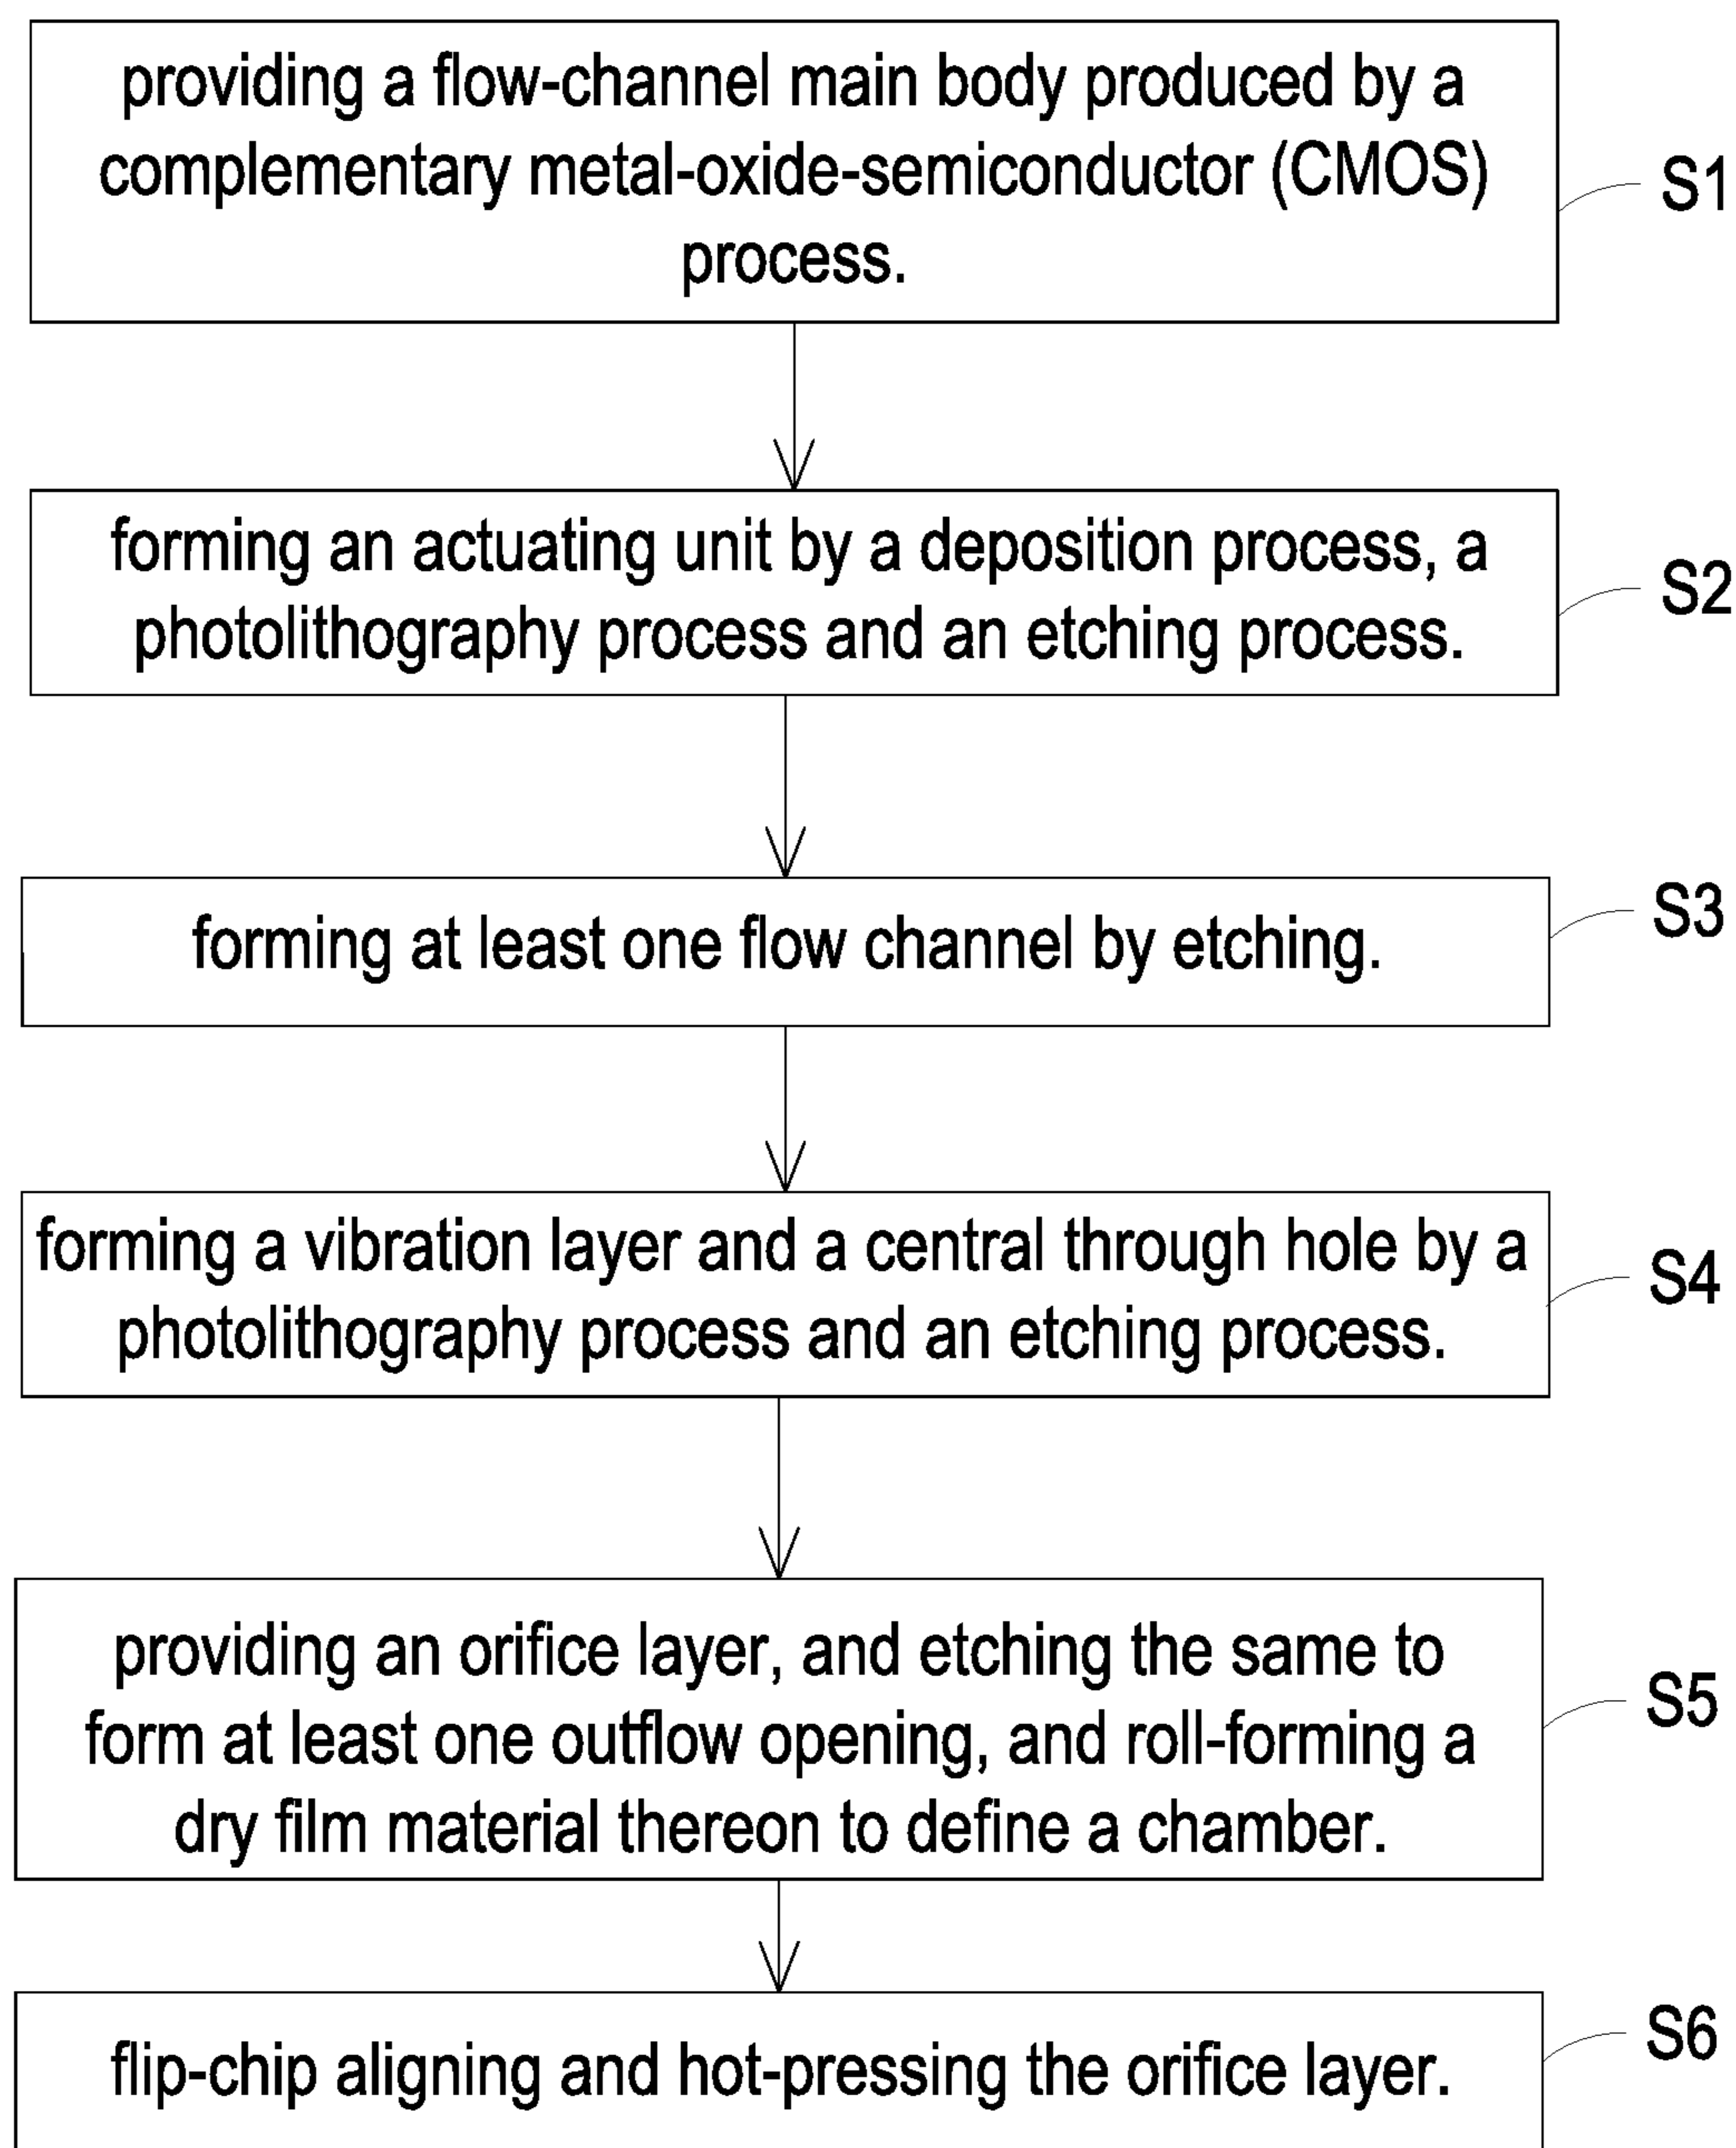 providing a flow-channel main body produced by a
complementary metal-oxide-semiconductor (CMOS)
process.
S1
forming an actuating unit by a deposition process, a
photolithography process and an etching process.
S2
forming at least one flow channel by etching.
S3
forming a vibration layer and a central through hole by a
photolithography process and an etching process.
S4
providing an orifice layer, and etching the same to
form at least one outflow opening, and roll-forming a
dry film material thereon to define a chamber.
S5
flip-chip aligning and hot-pressing the orifice layer.
S6